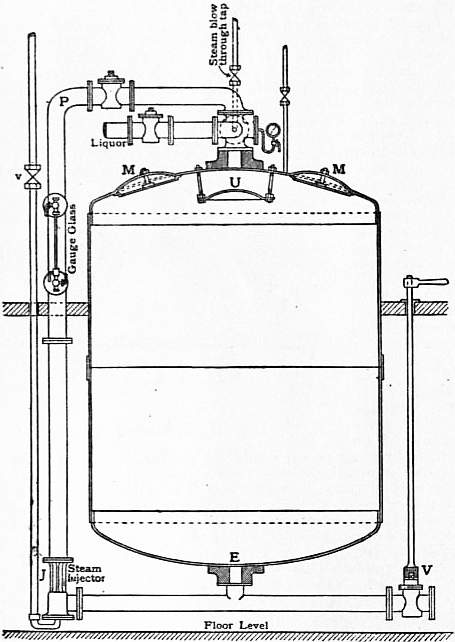 Steam blow
through tap
P
Liquor
M
M
U
v
Gauge Glass
E
J
Steam
Injector
V
Floor Level